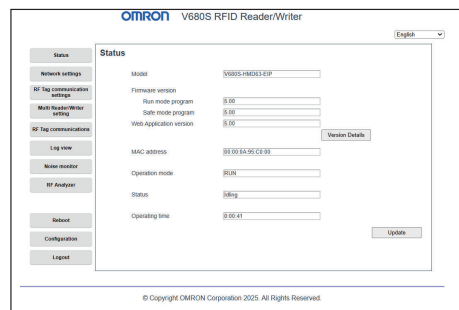 OMRON V680S RFID Reader/Writer
English
Status
Network settings
RF Tag communication
settings
Multi Reader/Writer
setting
RF Tag communications
Log view
Noise monitor
RF Analyzer
Reboot
Configuration
Logout
Status
Model V680S-HMD63-EIP
Firmware version
Run mode program 5.00
Safe mode program 5.00
Web Application version 5.00
Version Details
MAC address 00:00:0A:95:C0:00
Operation mode RUN
Status Idling
Operating time 0:00:41
Update
© Copyright OMRON Corporation 2025. All Rights Reserved.